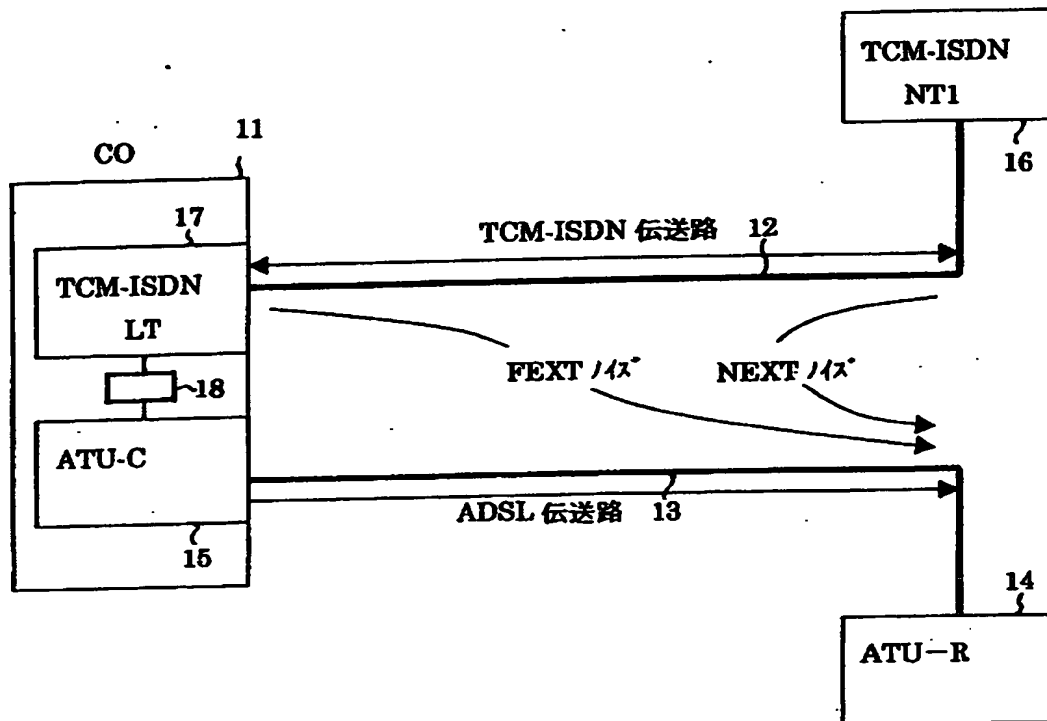 TCM-ISDN
NT1
16
CO
11
17
TCM-ISDN
LT
18
ATU-C
15
TCM-ISDN 伝送路 12
FEXT ノイズ
NEXT ノイズ
ADSL 伝送路 13
14
ATU-R